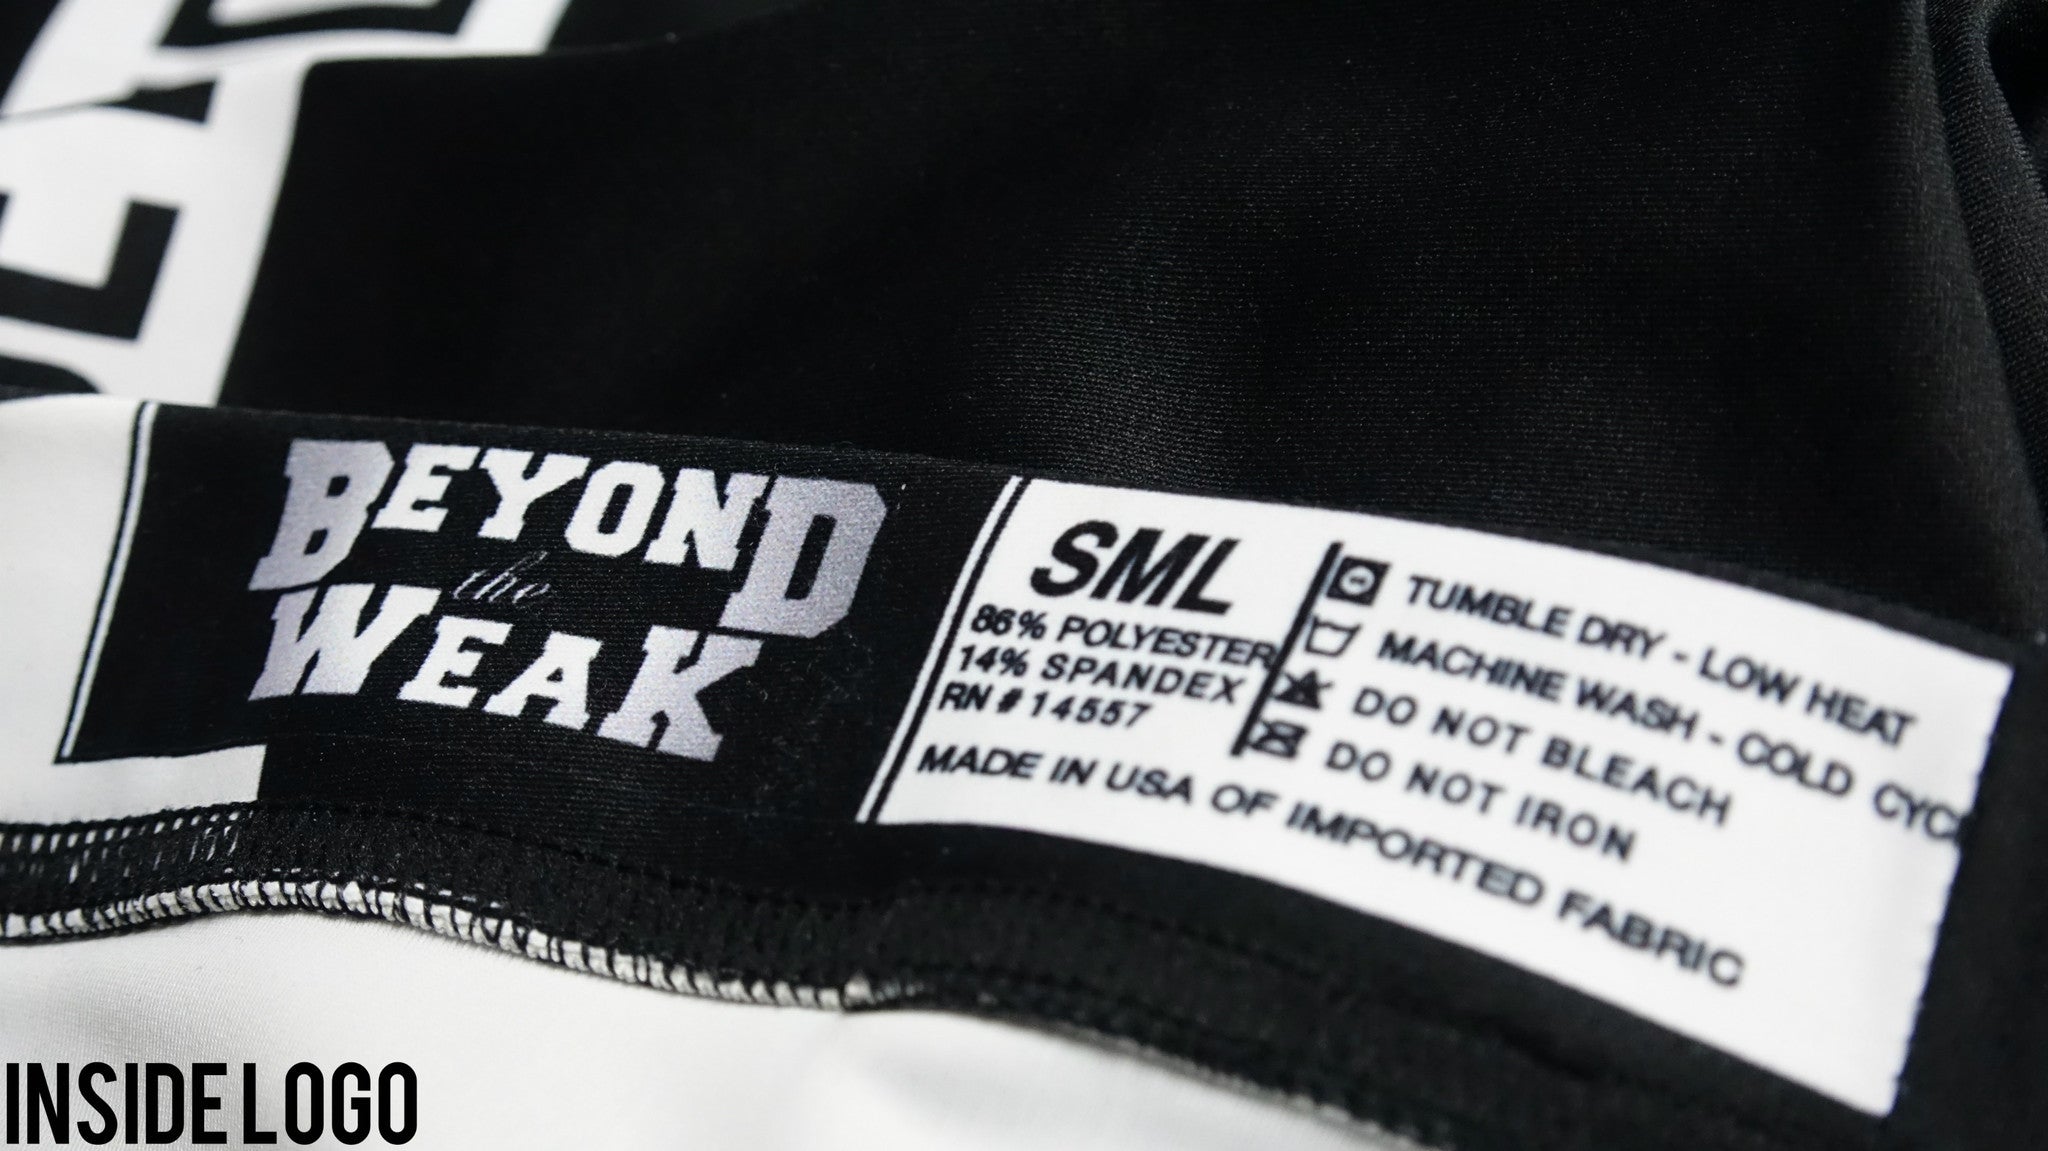 BEYOND
the
WEAK
SML
86% POLYESTER
14% SPANDEX
RN # 14557
TUMBLE DRY - LOW HEAT
MACHINE WASH - COLD
DO NOT BLEACH
DO NOT IRON
MADE IN USA OF IMPORTED FABRIC
INSIDE LOGO